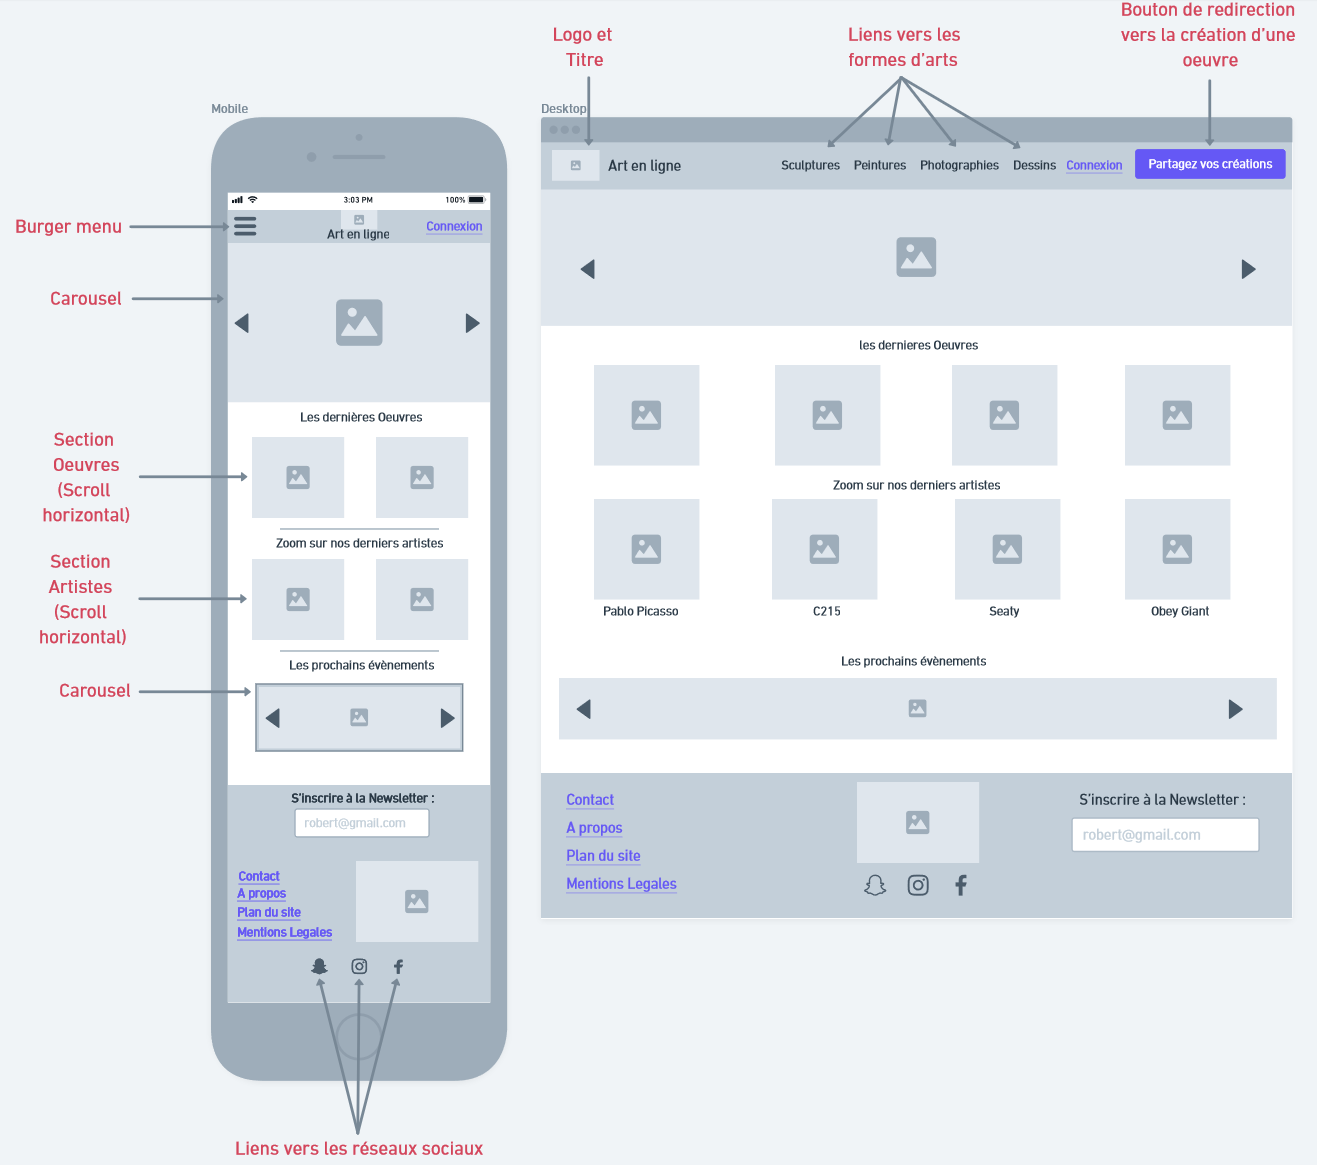 Bouton de redirection
vers la création d'une
oeuvre
Logo et
Titre
Liens vers les
formes d'arts
Mobile
Desktop
Art en ligne
Sculptures
Peintures
Photographies
Dessins
Connexion
Partagez vos créations
3:03 PM
100%
Burger menu
Art en ligne
Connexion
Carousel
les dernieres Oeuvres
Les dernières Oeuvres
Section
Oeuvres
(Scroll
horizontal)
Zoom sur nos derniers artistes
Zoom sur nos derniers artistes
Section
Artistes
(Scroll
horizontal)
Pablo Picasso
C215
Seaty
Obey Giant
Les prochains évènements
Les prochains évènements
Carousel
S'inscrire à la Newsletter :
robert@gmail.com
Contact
A propos
Plan du site
Mentions Legales
Contact
A propos
Plan du site
Mentions Legales
S'inscrire à la Newsletter :
robert@gmail.com
Liens vers les réseaux sociaux